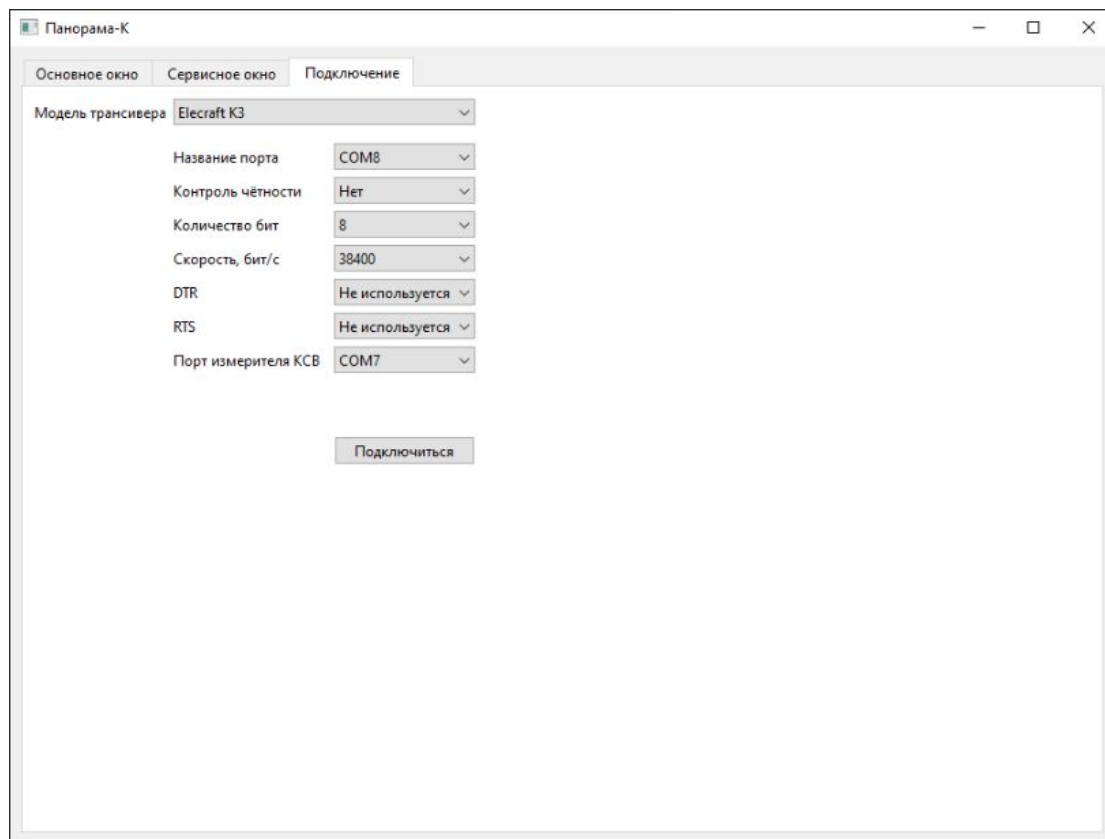 Панорама-К
Основное окно Сервисное окно Подключение
Модель трансивера Elecraft K3
Название порта COM8
Контроль чётности Нет
Количество бит 8
Скорость, бит/с 38400
DTR Не используется
RTS Не используется
Порт измерителя КСВ COM7
Подключиться